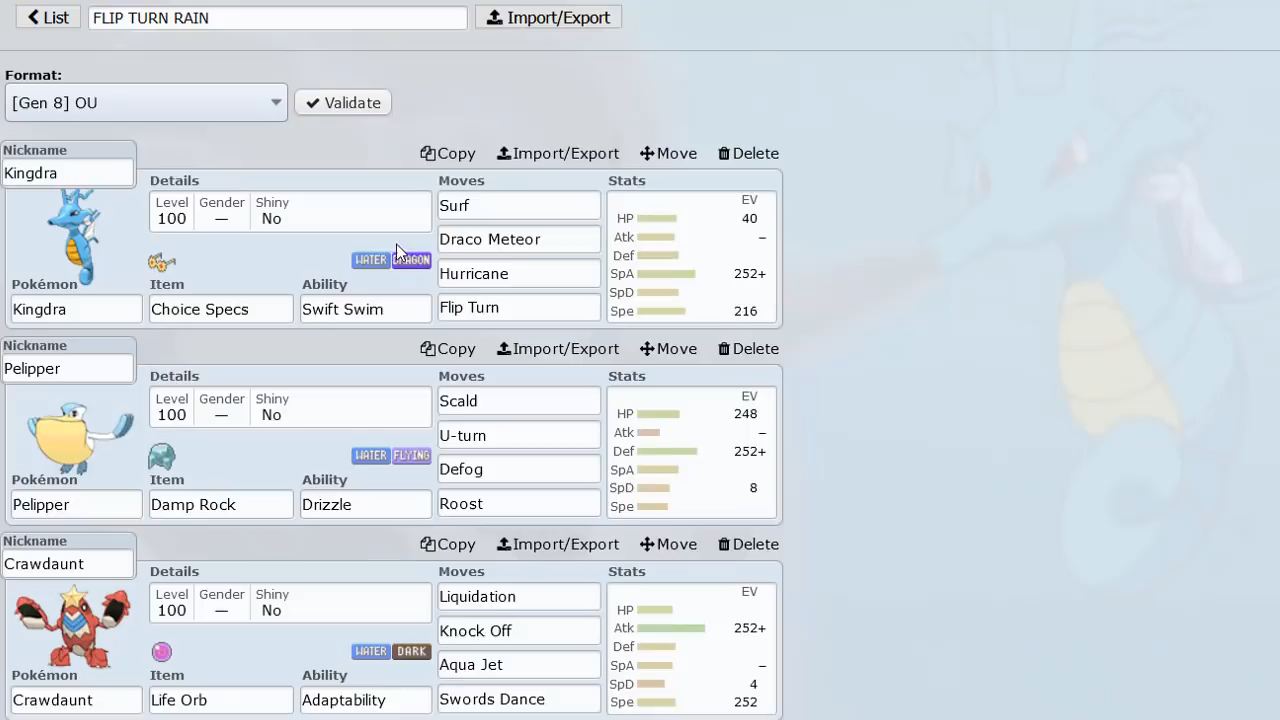 List
FLIP TURN RAIN
Import/Export
Format:
[Gen 8] OU
Validate
Nickname
Kingdra
Copy Import/Export Move Delete
Details
Level Gender Shiny
100 — No
WATER DRAGON
Pokémon
Kingdra
Item
Choice Specs
Ability
Swift Swim
Moves
Surf
Draco Meteor
Hurricane
Flip Turn
Stats
EV
HP 40
Atk –
Def
SpA 252+
SpD
Spe 216
Nickname
Pelipper
Copy Import/Export Move Delete
Details
Level Gender Shiny
100 — No
WATER FLYING
Pokémon
Pelipper
Item
Damp Rock
Ability
Drizzle
Moves
Scald
U-turn
Defog
Roost
Stats
EV
HP 248
Atk –
Def 252+
SpA
SpD 8
Spe
Nickname
Crawdaunt
Copy Import/Export Move Delete
Details
Level Gender Shiny
100 — No
WATER DARK
Pokémon
Crawdaunt
Item
Life Orb
Ability
Adaptability
Moves
Liquidation
Knock Off
Aqua Jet
Swords Dance
Stats
EV
HP
Atk 252+
Def
SpA –
SpD 4
Spe 252